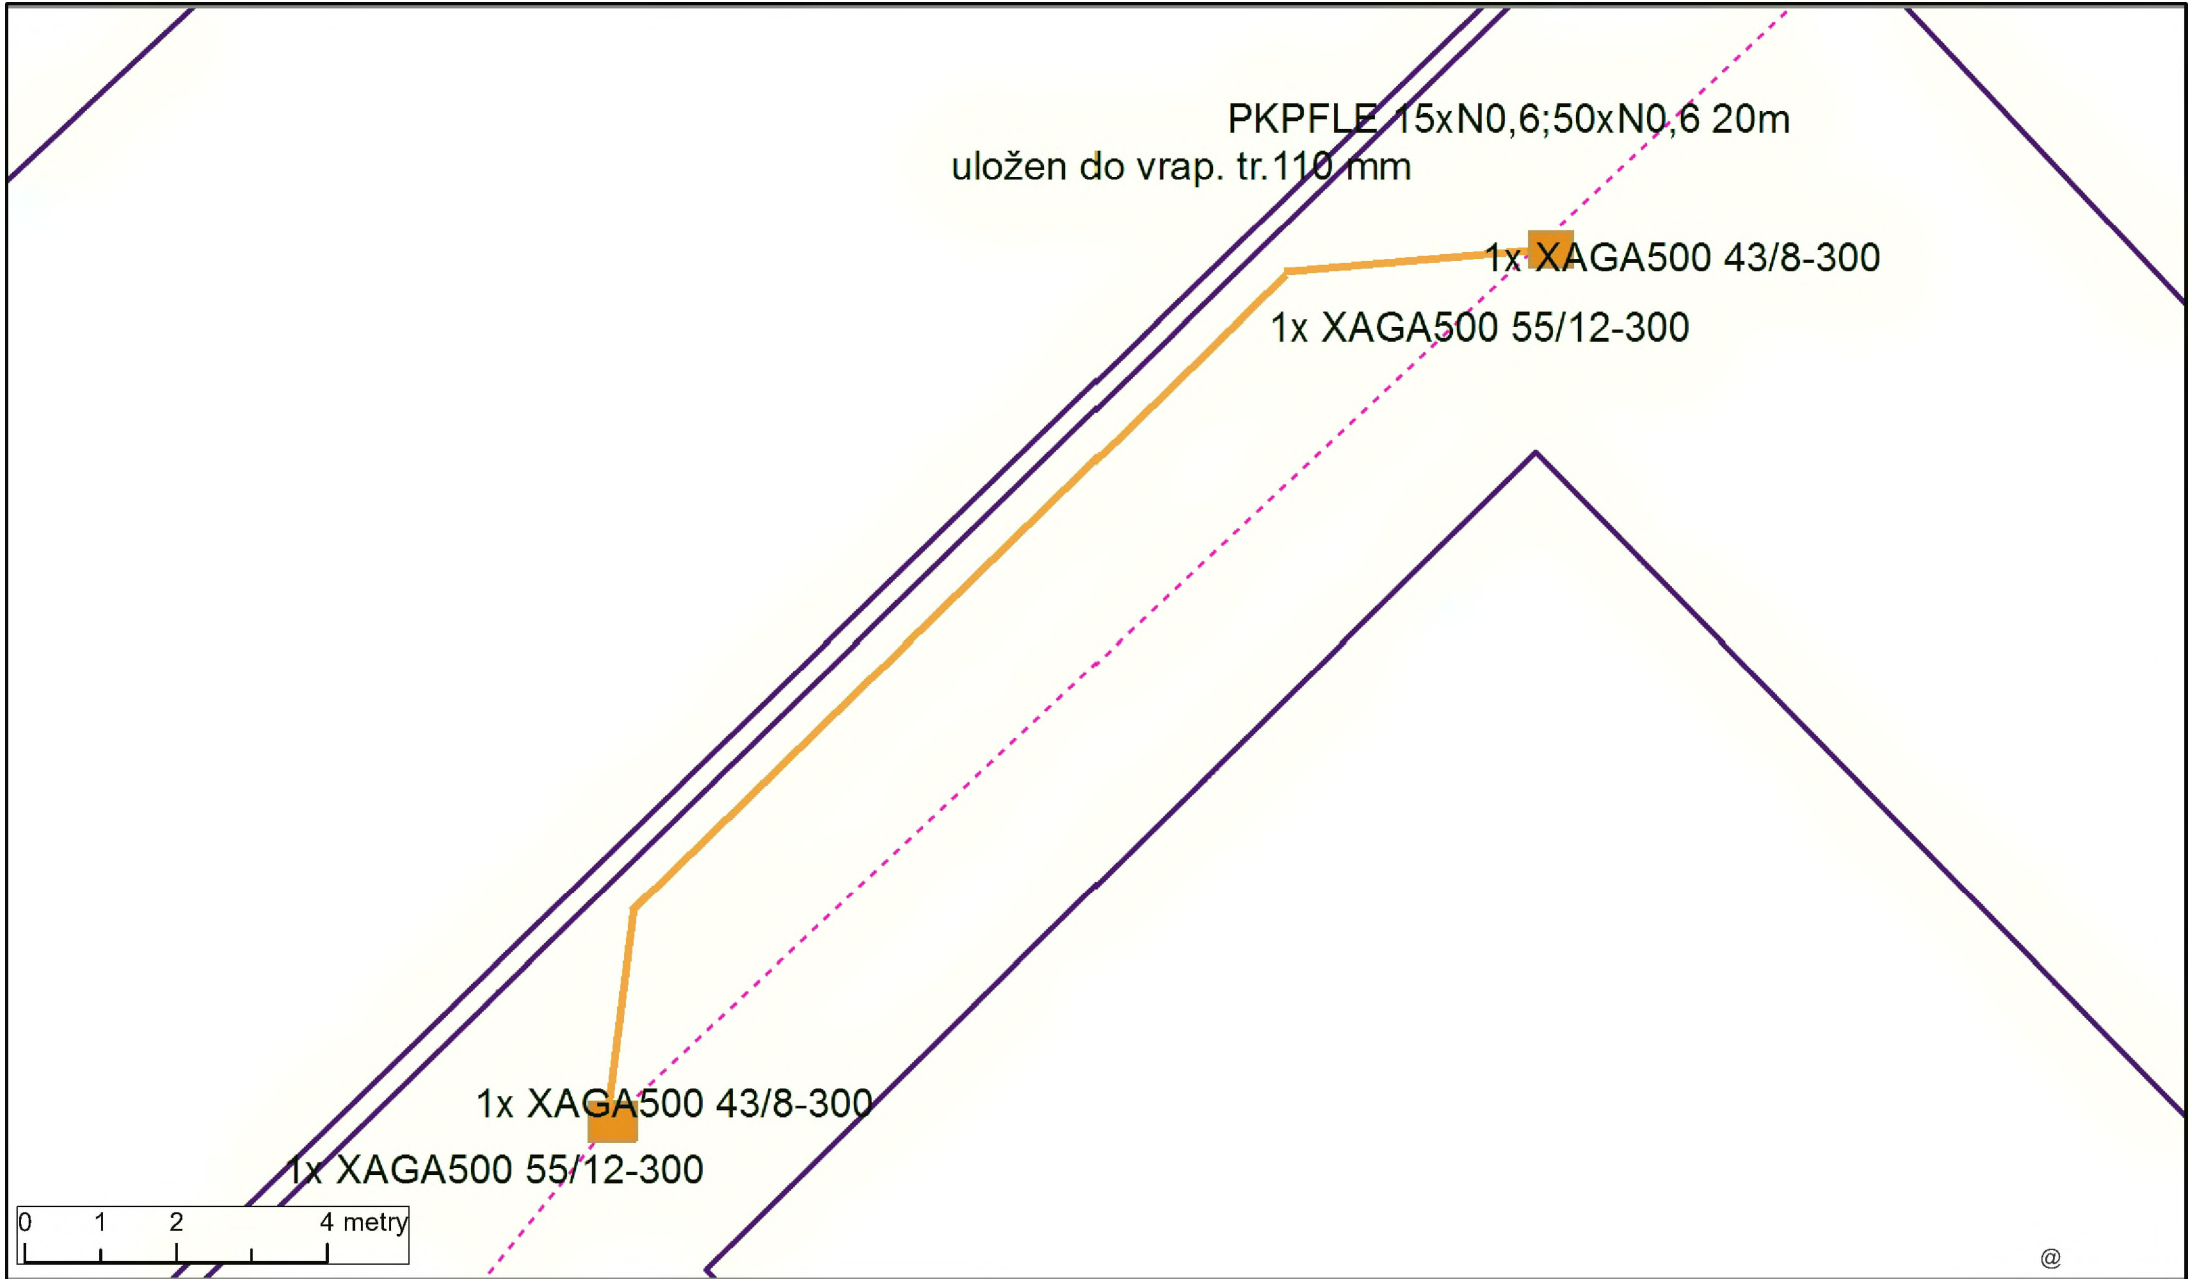 PKPFLE 15xN0,6;50xN0,6 20m
uložen do vrap. tr.110 mm
1x XAGA500 43/8-300
1x XAGA500 55/12-300
1x XAGA500 43/8-300
1x XAGA500 55/12-300
0 1 2 4 metry
@